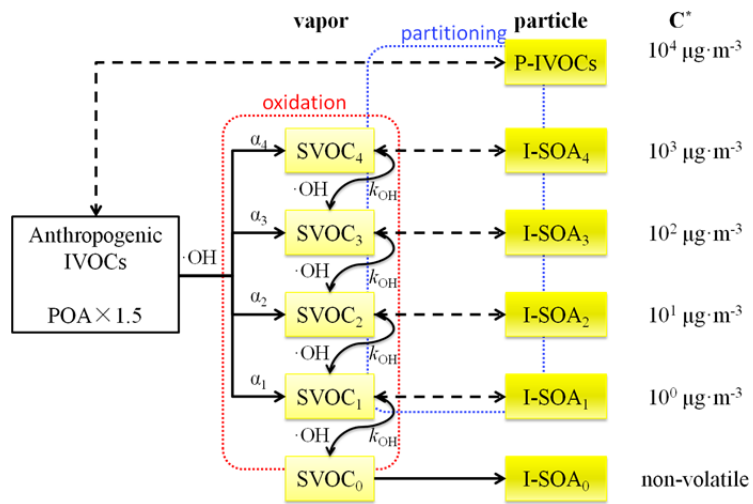 vapor particle C*
partitioning
P-IVOCs 10⁴ μg·m⁻³
oxidation
α₄ SVOC₄ I-SOA₄ 10³ μg·m⁻³
·OH k_OH
α₃ SVOC₃ I-SOA₃ 10² μg·m⁻³
Anthropogenic
IVOCs
·OH
·OH k_OH
POA×1.5
α₂ SVOC₂ I-SOA₂ 10¹ μg·m⁻³
·OH k_OH
α₁ SVOC₁ I-SOA₁ 10⁰ μg·m⁻³
·OH k_OH
SVOC₀ I-SOA₀ non-volatile